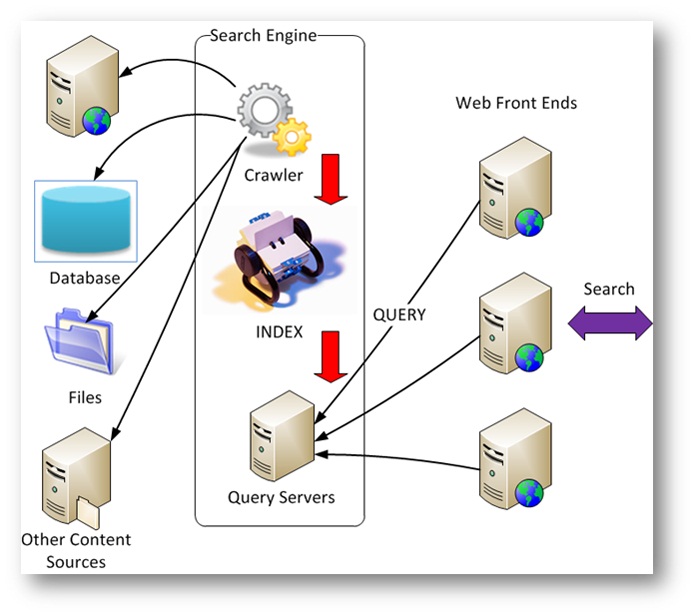 Search Engine
Web Front Ends
Crawler
Database
Search
QUERY
INDEX
Files
Query Servers
Other Content
Sources